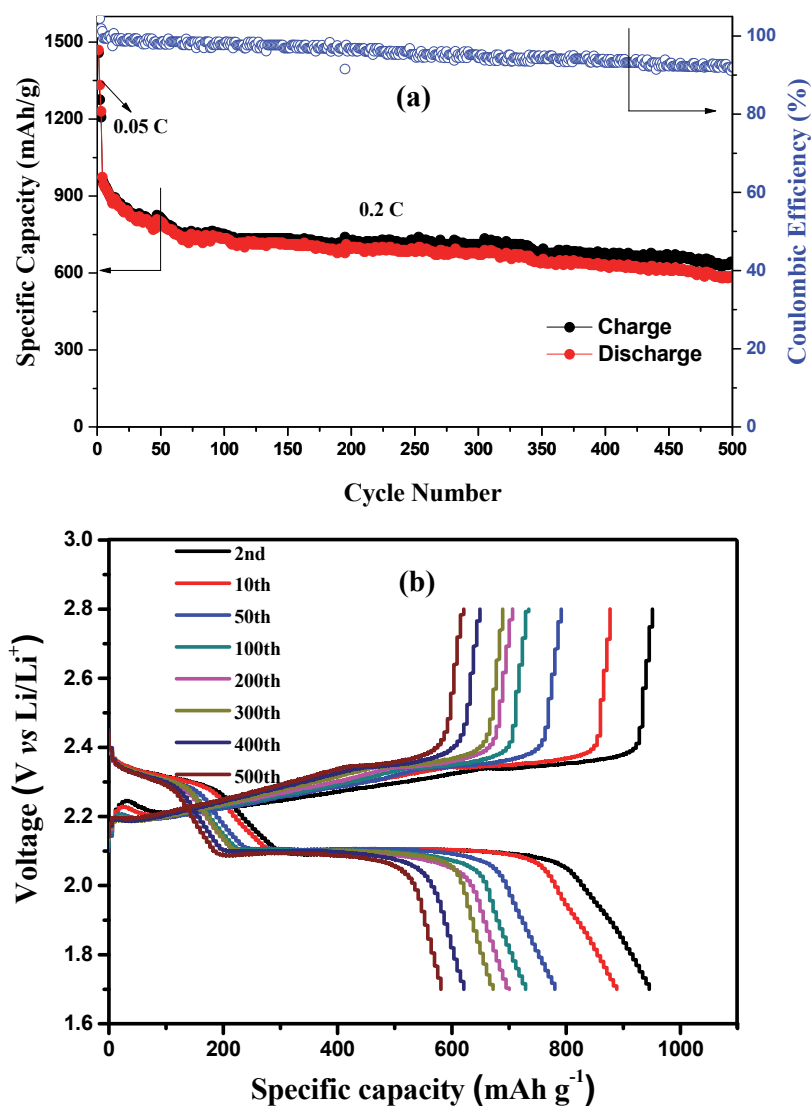 (a)
0.05 C
0.2 C
Charge
Discharge
Specific Capacity (mAh/g)
1500
1200
900
600
300
0
Coulombic Efficiency (%)
100
80
60
40
20
0
0 50 100 150 200 250 300 350 400 450 500
Cycle Number
(b)
2nd
10th
50th
100th
200th
300th
400th
500th
Voltage (V vs Li/Li⁺)
3.0
2.8
2.6
2.4
2.2
2.0
1.8
1.6
0 200 400 600 800 1000
Specific capacity (mAh g⁻¹)